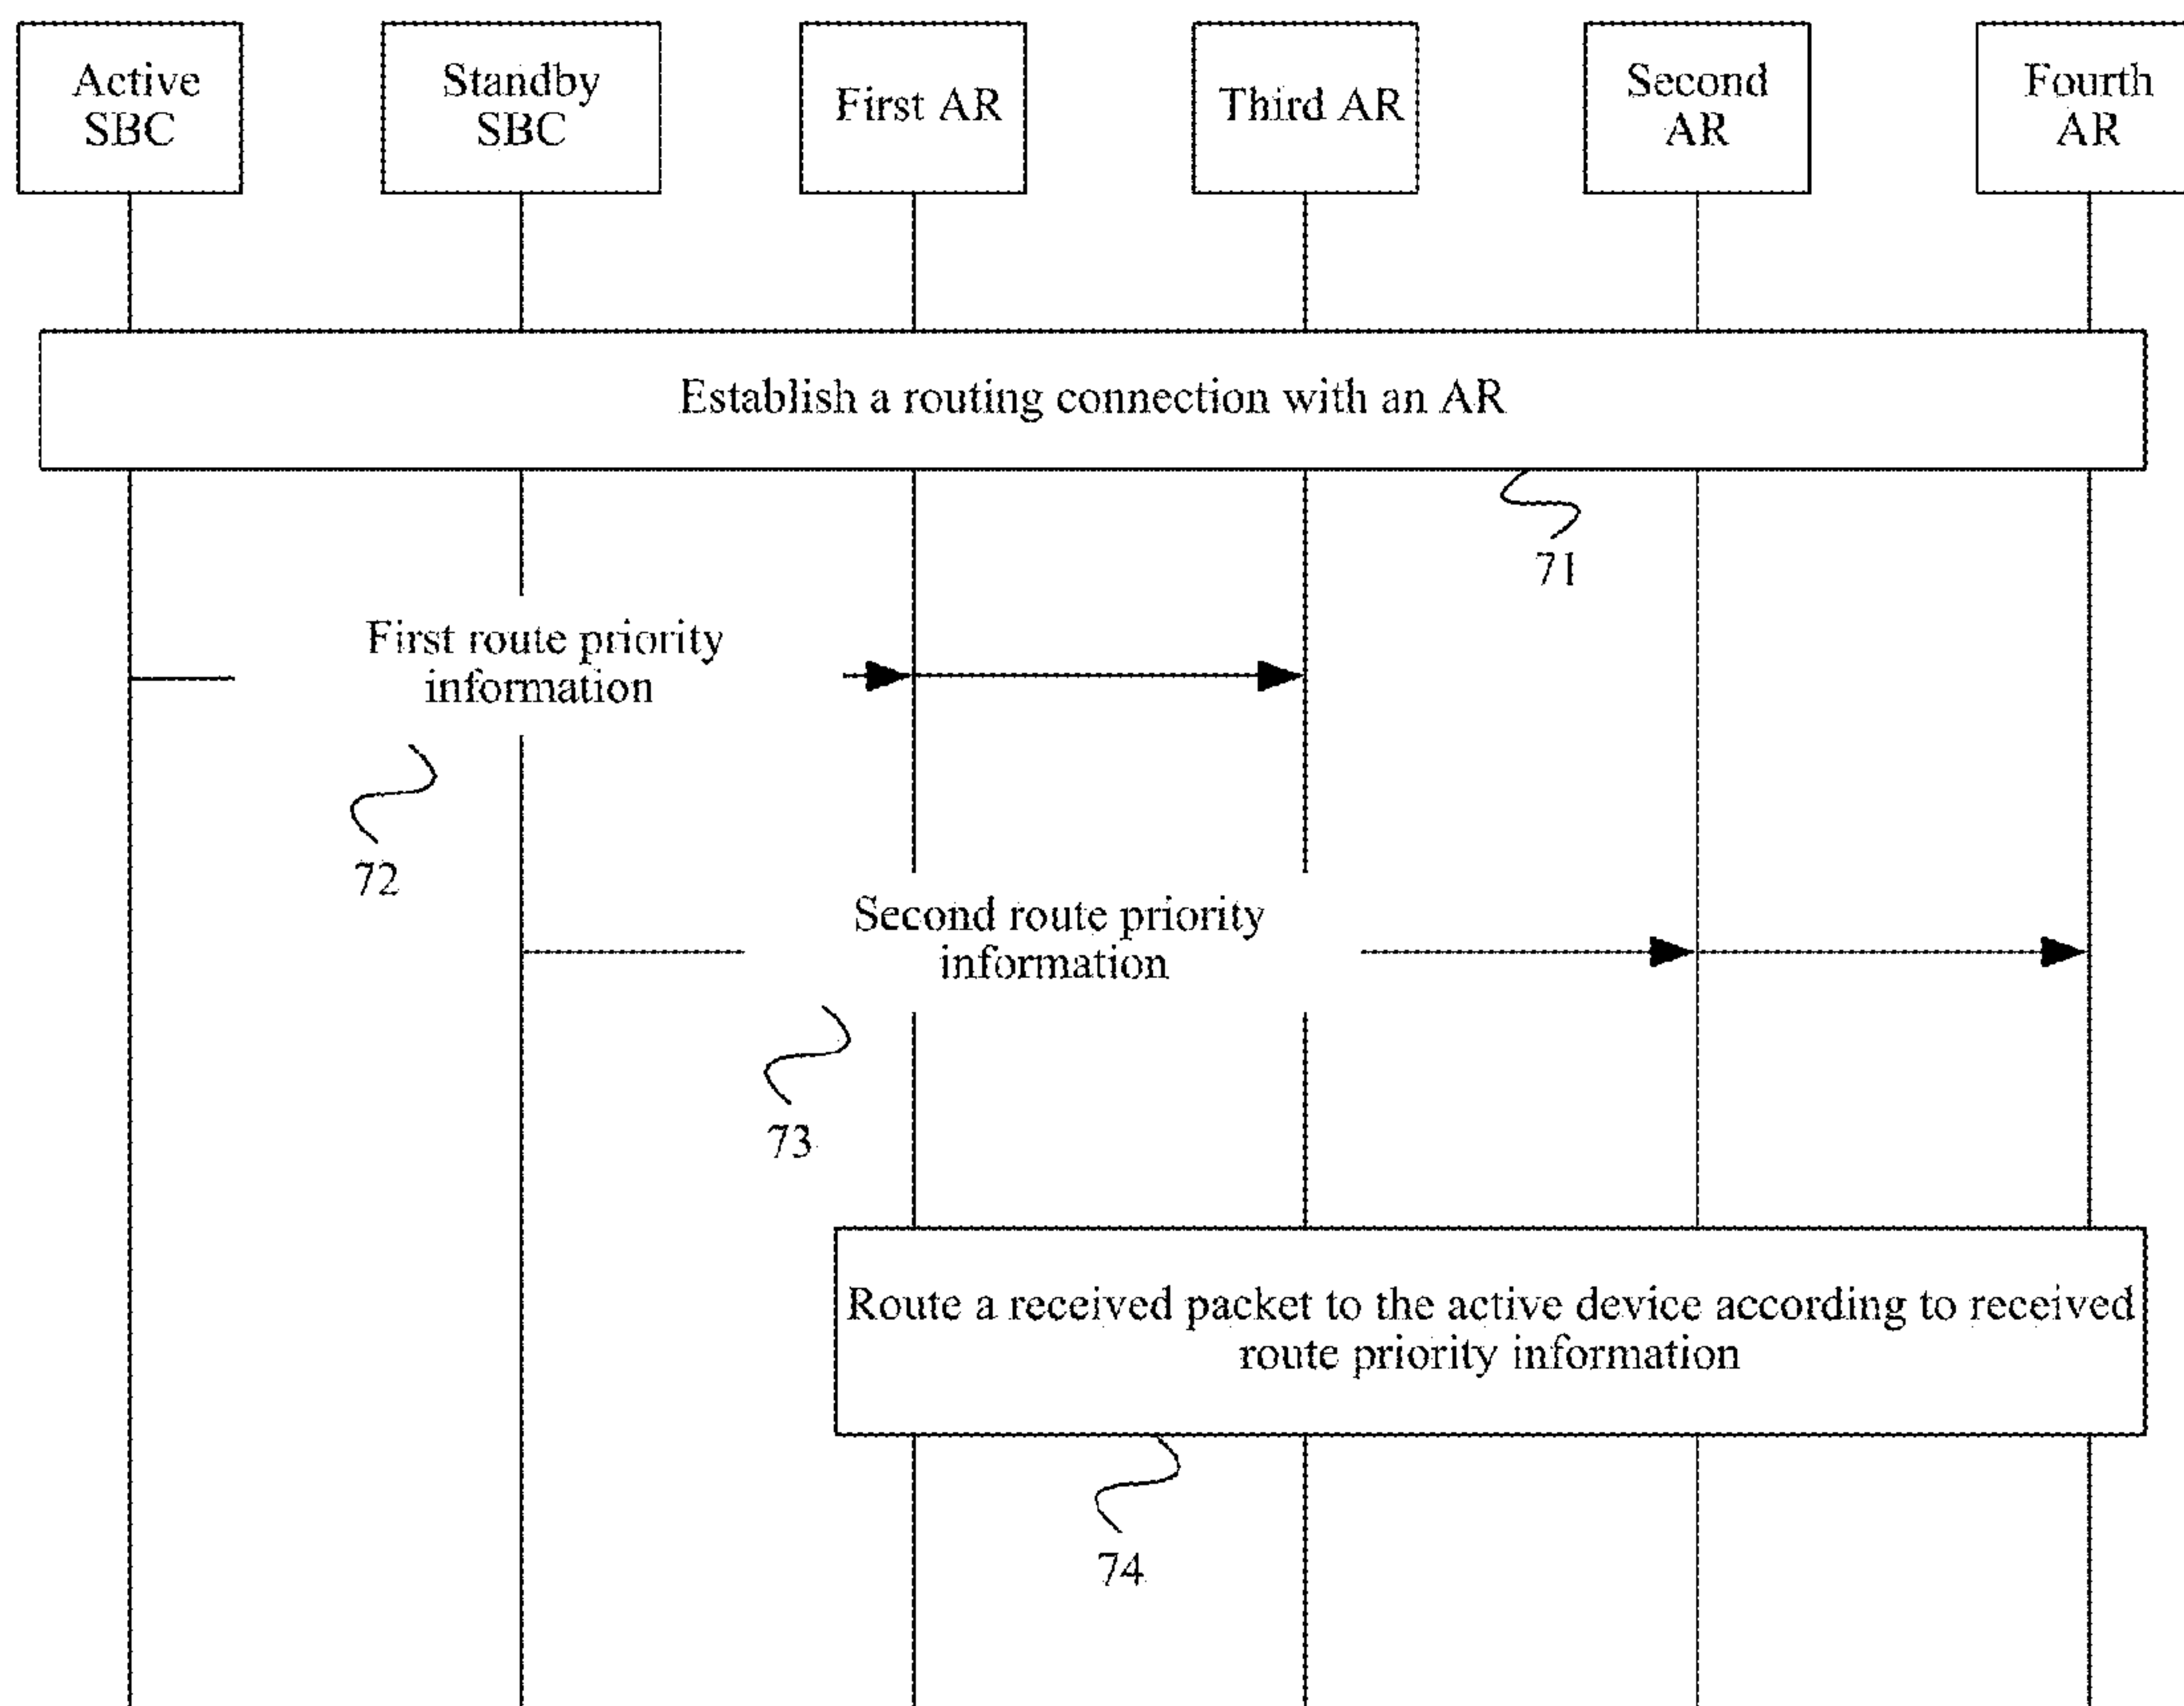 Active
SBC
Standby
SBC
First AR
Third AR
Second
AR
Fourth
AR
Establish a routing connection with an AR
71
First route priority
information
72
Second route priority
information
73
Route a received packet to the active device according to received
route priority information
74